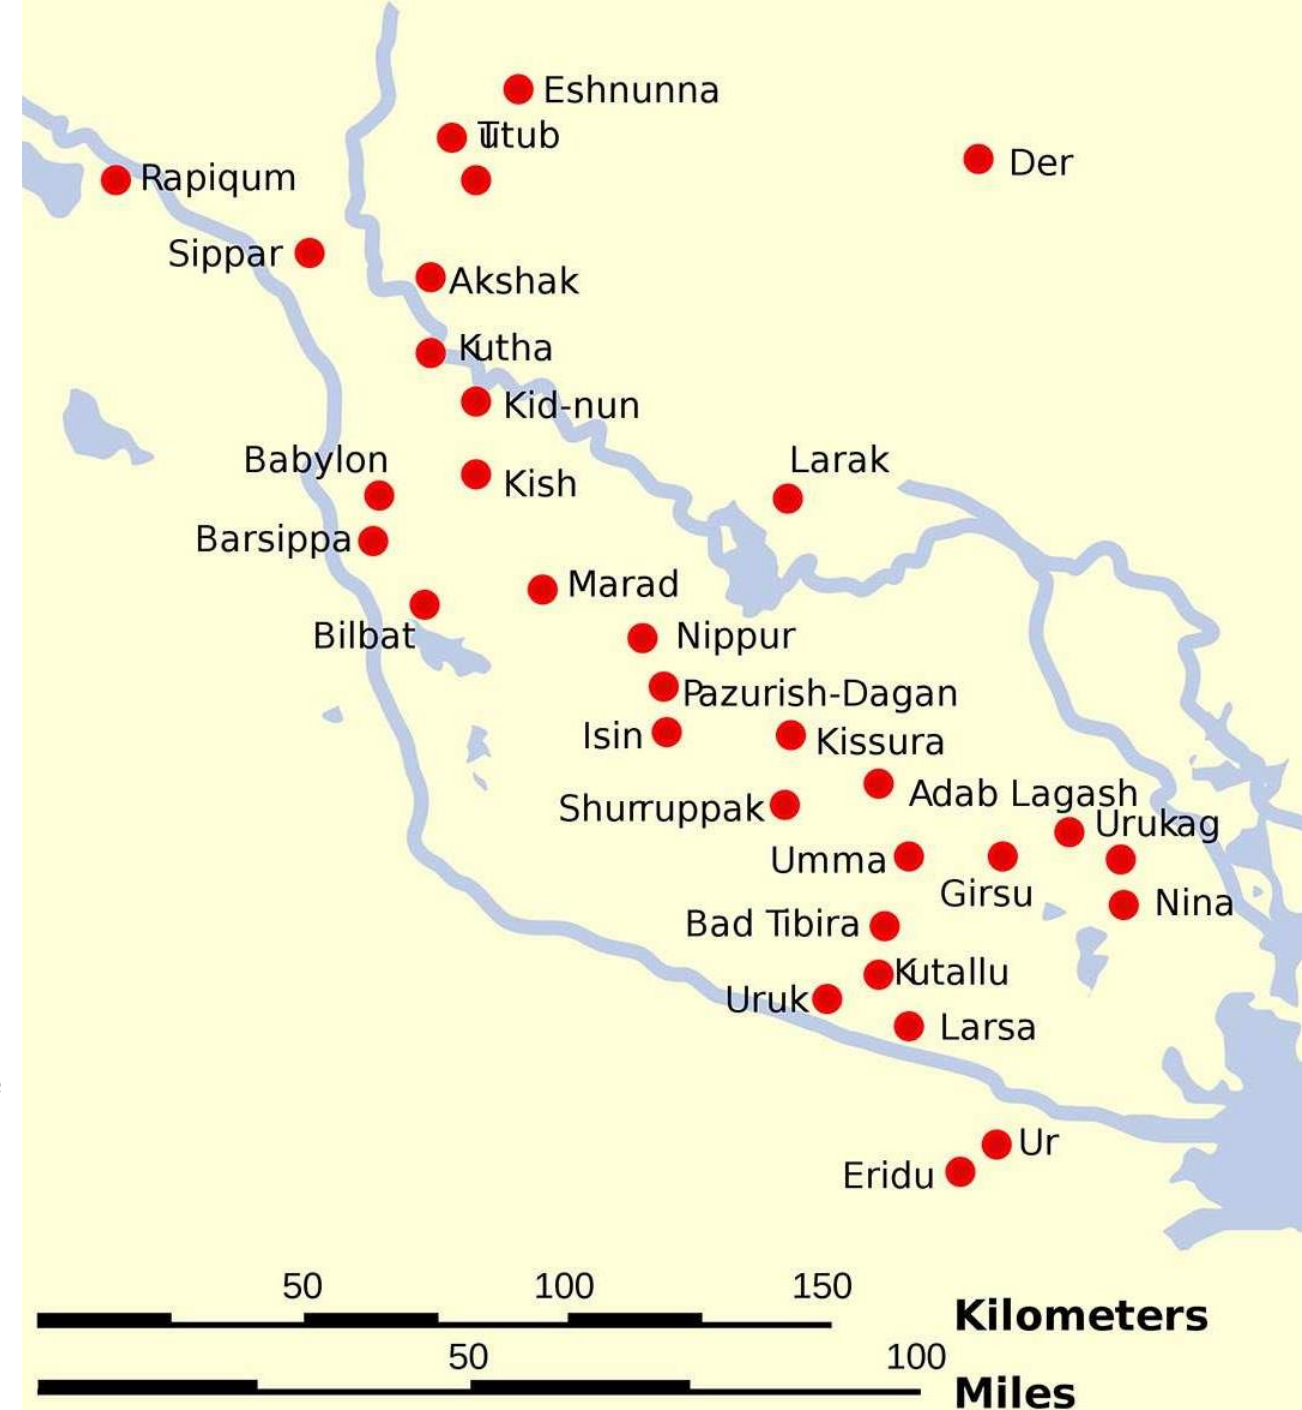 Eshnunna
Tutub
Der
Rapiqum
Sippar
Akshak
Kutha
Kid-nun
Babylon
Larak
Kish
Barsippa
Marad
Bilbat
Nippur
Pazurish-Dagan
Isin
Kissura
Adab Lagash
Shurruppak
Urukag
Umma
Girsu
Nina
Bad Tibira
Kutallu
Uruk
Larsa
Ur
Eridu
50 100 150
Kilometers
50 100
Miles